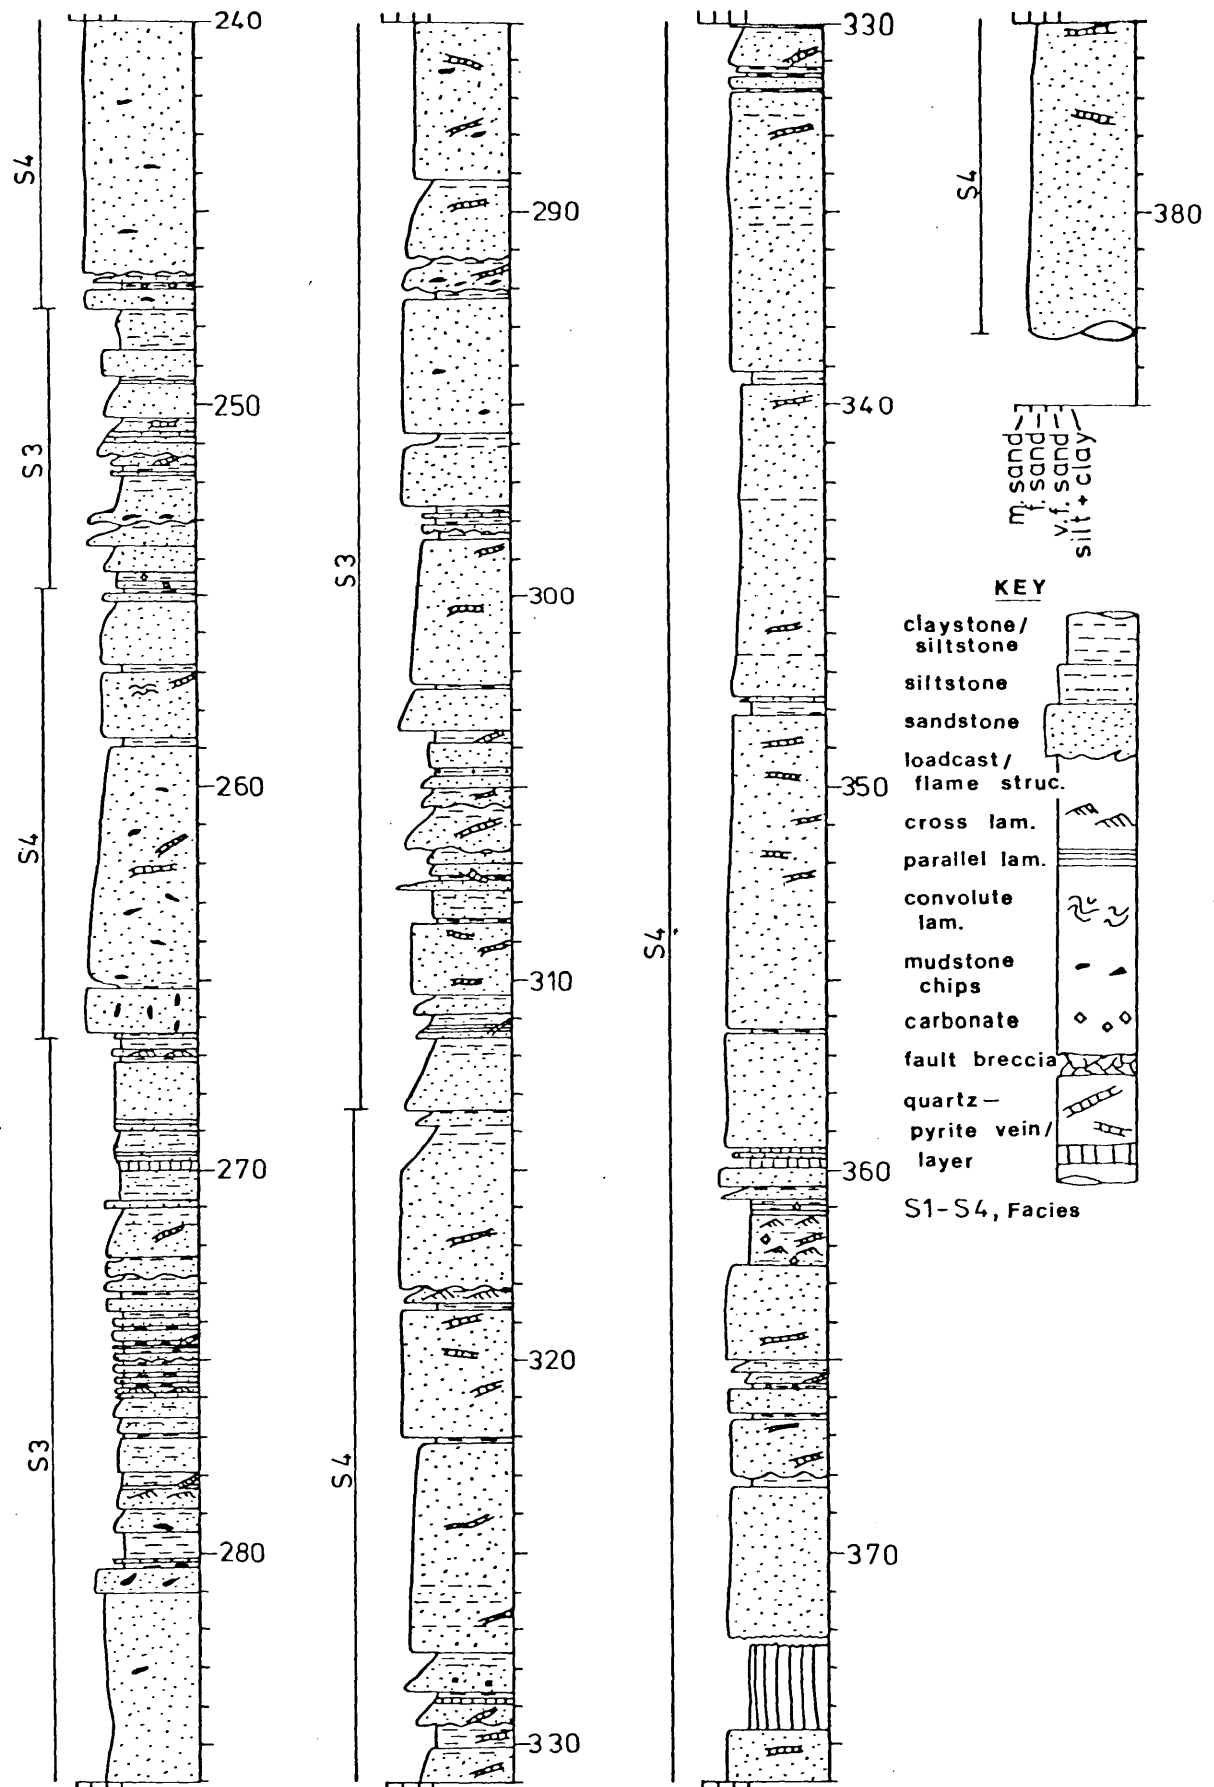 240
S4
250
S3
260
S4
270
S3
280
290
S3
300
310
320
S4
330
330
340
S4
350
360
370
S4
380
m. sand
f. sand
v.f. sand
silt + clay
KEY
claystone/
siltstone
siltstone
sandstone
loadcast/
flame struc.
cross lam.
parallel lam.
convolute
lam.
mudstone
chips
carbonate
fault breccia
quartz-
pyrite vein/
layer
S1-S4, Facies